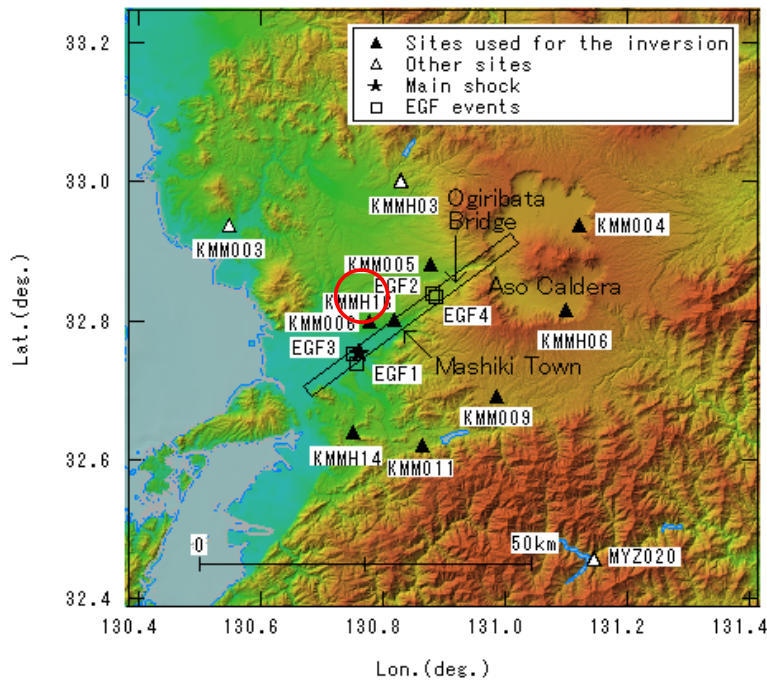 33.2
33.0
32.8
32.6
32.4
Lat.(deg.)
Sites used for the inversion
Other sites
Main shock
EGF events
KMMH03
Ogiribata
Bridge
KMM004
KMM003
KMM005
EGF2
Aso Caldera
KMMH16
KMM006
EGF4
KMMH06
EGF3
Mashiki Town
EGF1
KMM009
KMMH14
KMM011
0
50km
MYZ020
130.4
130.6
130.8
131.0
131.2
131.4
Lon.(deg.)